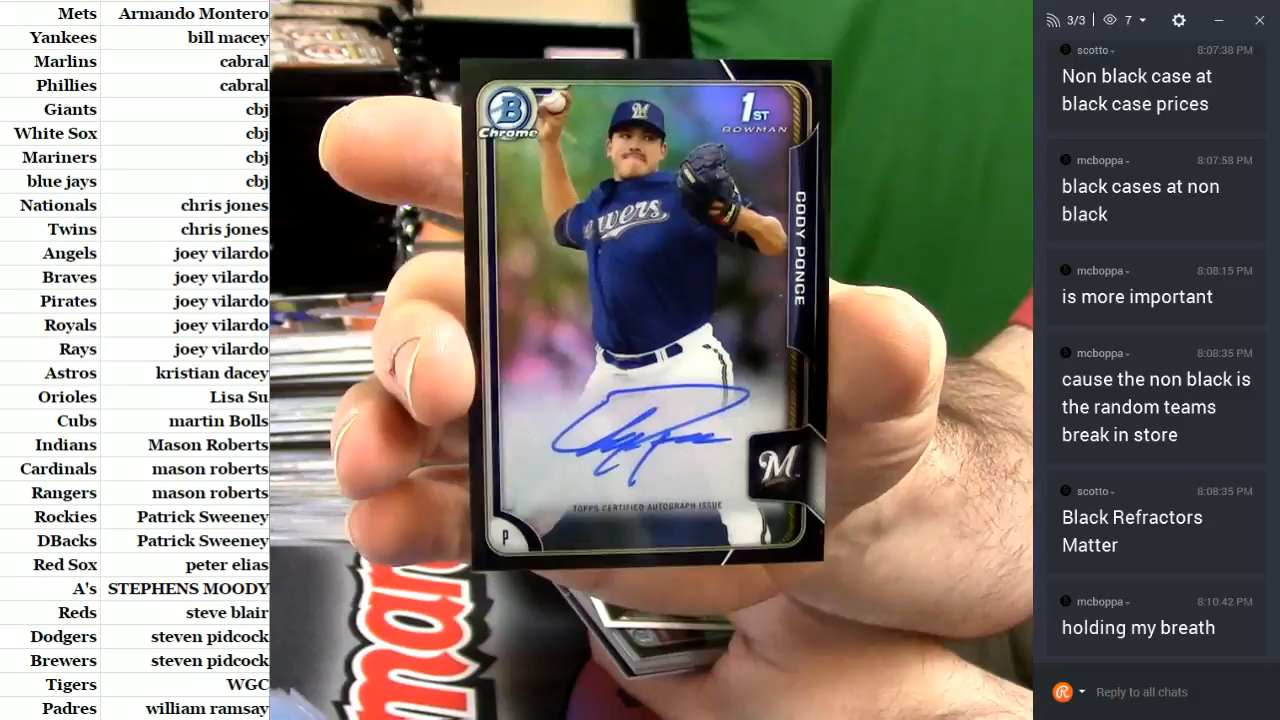 Mets Armando Montero
Yankees bill macey
Marlins cabral
Phillies cabral
Giants cbj
White Sox cbj
Mariners cbj
blue jays cbj
Nationals chris jones
Twins chris jones
Angels joey vilardo
Braves joey vilardo
Pirates joey vilardo
Royals joey vilardo
Rays joey vilardo
Astros kristian dacey
Orioles Lisa Su
Cubs martin Bolls
Indians Mason Roberts
Cardinals mason roberts
Rangers mason roberts
Rockies Patrick Sweeney
DBacks Patrick Sweeney
Red Sox peter elias
A's STEPHENS MOODY
Reds steve blair
Dodgers steven pidcock
Brewers steven pidcock
Tigers WGC
Padres william ramsay
B
Chrome
1ST
BOWMAN
M
ewers
CODY PONCE
M
TOPPS CERTIFIED AUTOGRAPH ISSUE
P
3/3 7
scotto 8:07:38 PM
Non black case at
black case prices
mcboppa 8:07:58 PM
black cases at non
black
mcboppa 8:08:15 PM
is more important
mcboppa 8:08:35 PM
cause the non black is
the random teams
break in store
scotto 8:08:35 PM
Black Refractors
Matter
mcboppa 8:10:42 PM
holding my breath
Reply to all chats